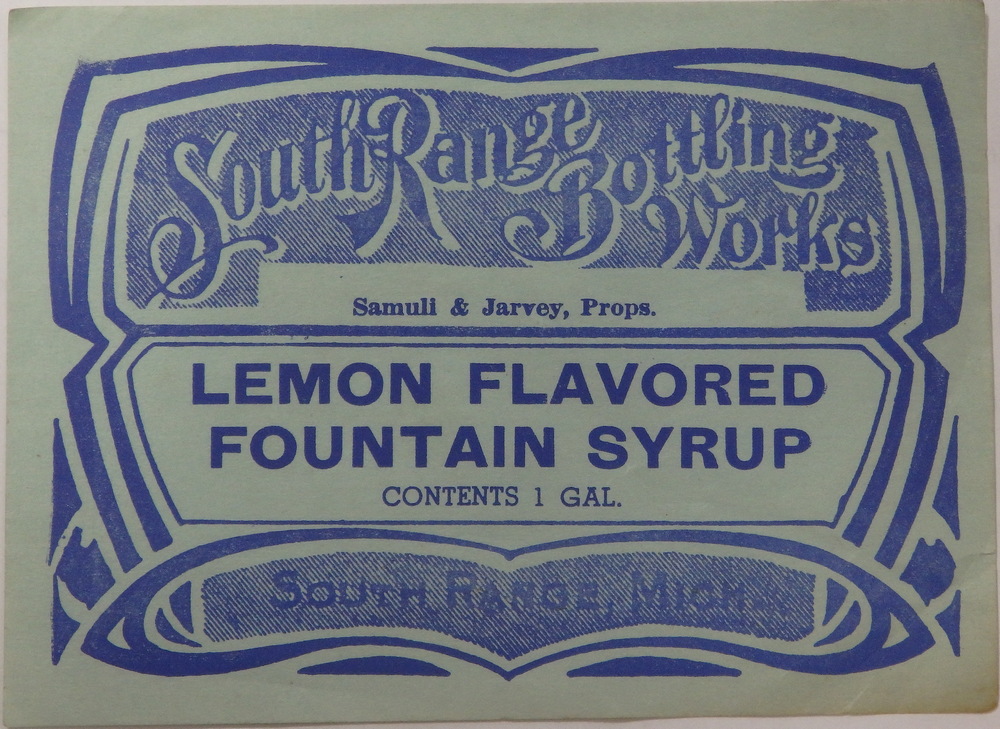 South Range Bottling
Works
Samuli & Jarvey, Props.
LEMON FLAVORED
FOUNTAIN SYRUP
CONTENTS 1 GAL.
SOUTH RANGE, MICH.